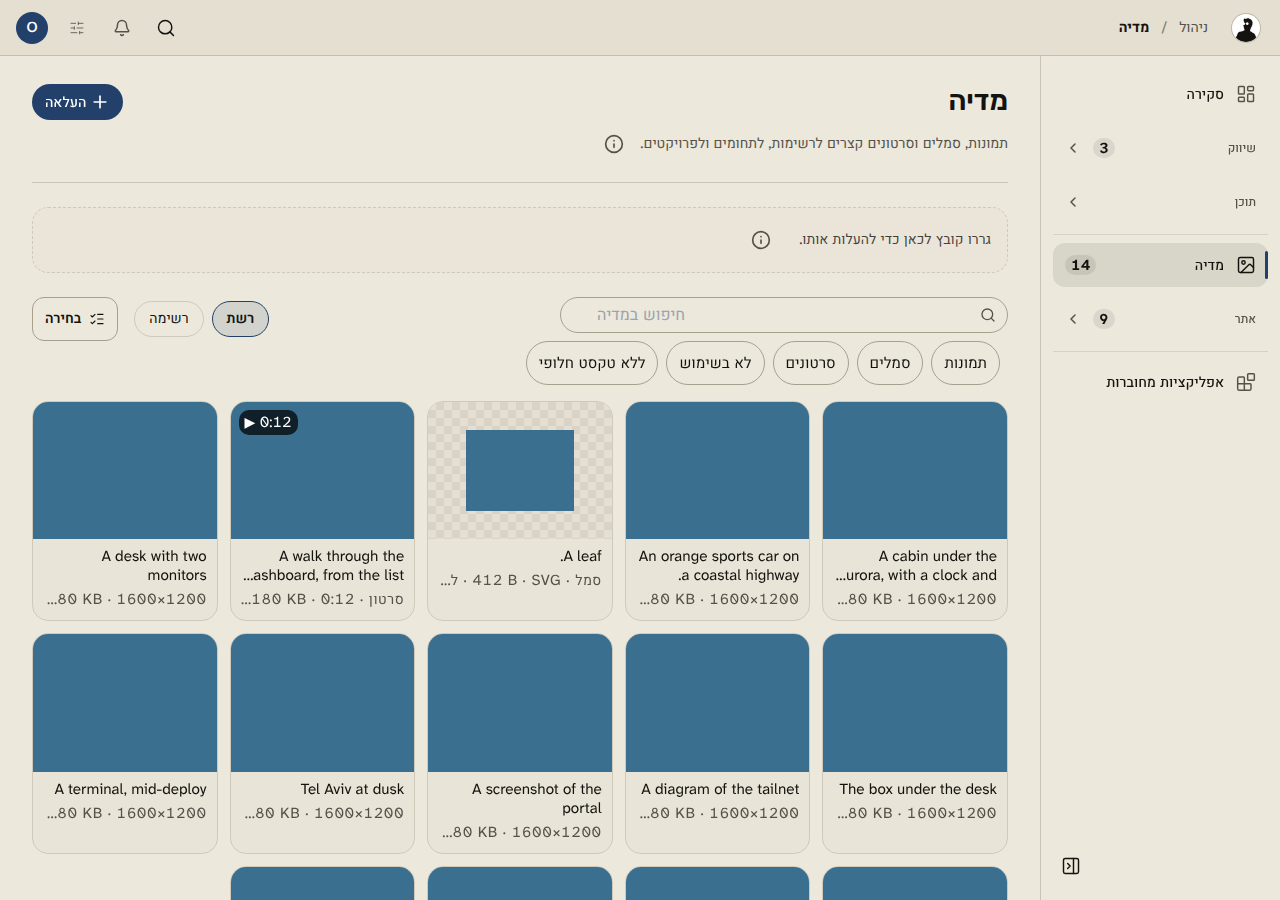 ניהול / מדיה
O
סקירה
שיווק 3
תוכן
מדיה 14
אתר 9
אפליקציות מחוברות
מדיה
העלאה
תמונות, סמלים וסרטונים קצרים לרשימות, לתחומים ולפרויקטים.
גררו קובץ לכאן כדי להעלות אותו.
חיפוש במדיה
רשת
רשימה
בחירה
תמונות
סמלים
סרטונים
לא בשימוש
ללא טקסט חלופי
A cabin under the
...urora, with a clock and
...80 KB · 1600×1200
An orange sports car on
.a coastal highway
...80 KB · 1600×1200
.A leaf
סמל · 412 B · SVG · ל...
▶ 0:12
A walk through the
...ashboard, from the list
סרטון · 0:12 · 180 KB...
A desk with two
monitors
...80 KB · 1600×1200
The box under the desk
...80 KB · 1600×1200
A diagram of the tailnet
...80 KB · 1600×1200
A screenshot of the
portal
...80 KB · 1600×1200
Tel Aviv at dusk
...80 KB · 1600×1200
A terminal, mid-deploy
...80 KB · 1600×1200